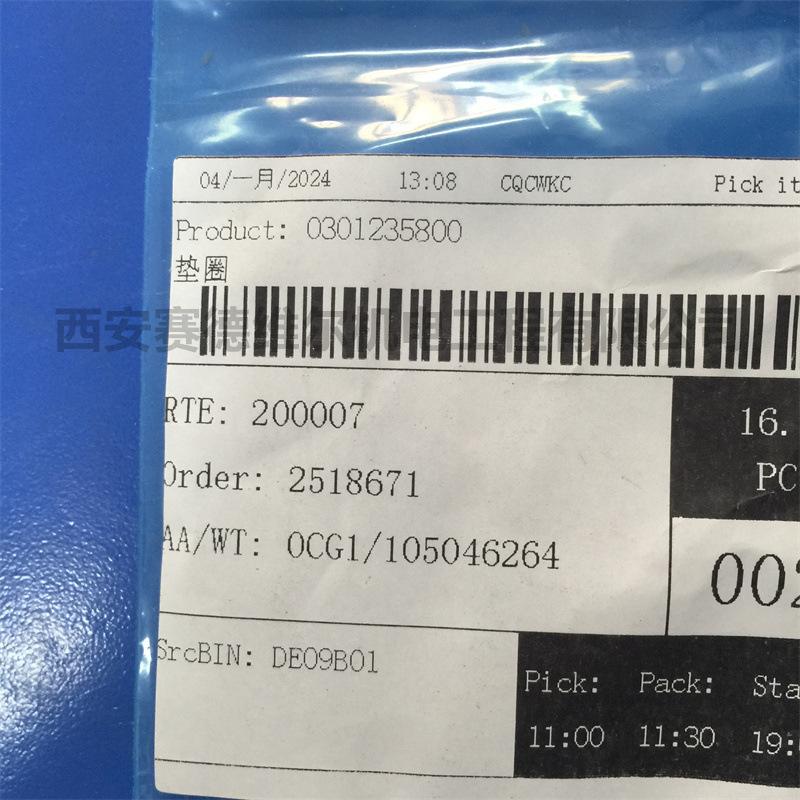 04/一月/2024 13:08 CQCWKC Pick it
Product: 0301235800
垫圈
西安赛德维尔机电工程有限公司
RTE: 200007
16.
Order: 2518671
PC
AA/WT: OCG1/105046264
002
SrcBIN: DE09B01
Pick: Pack: Sta
11:00 11:30 19: